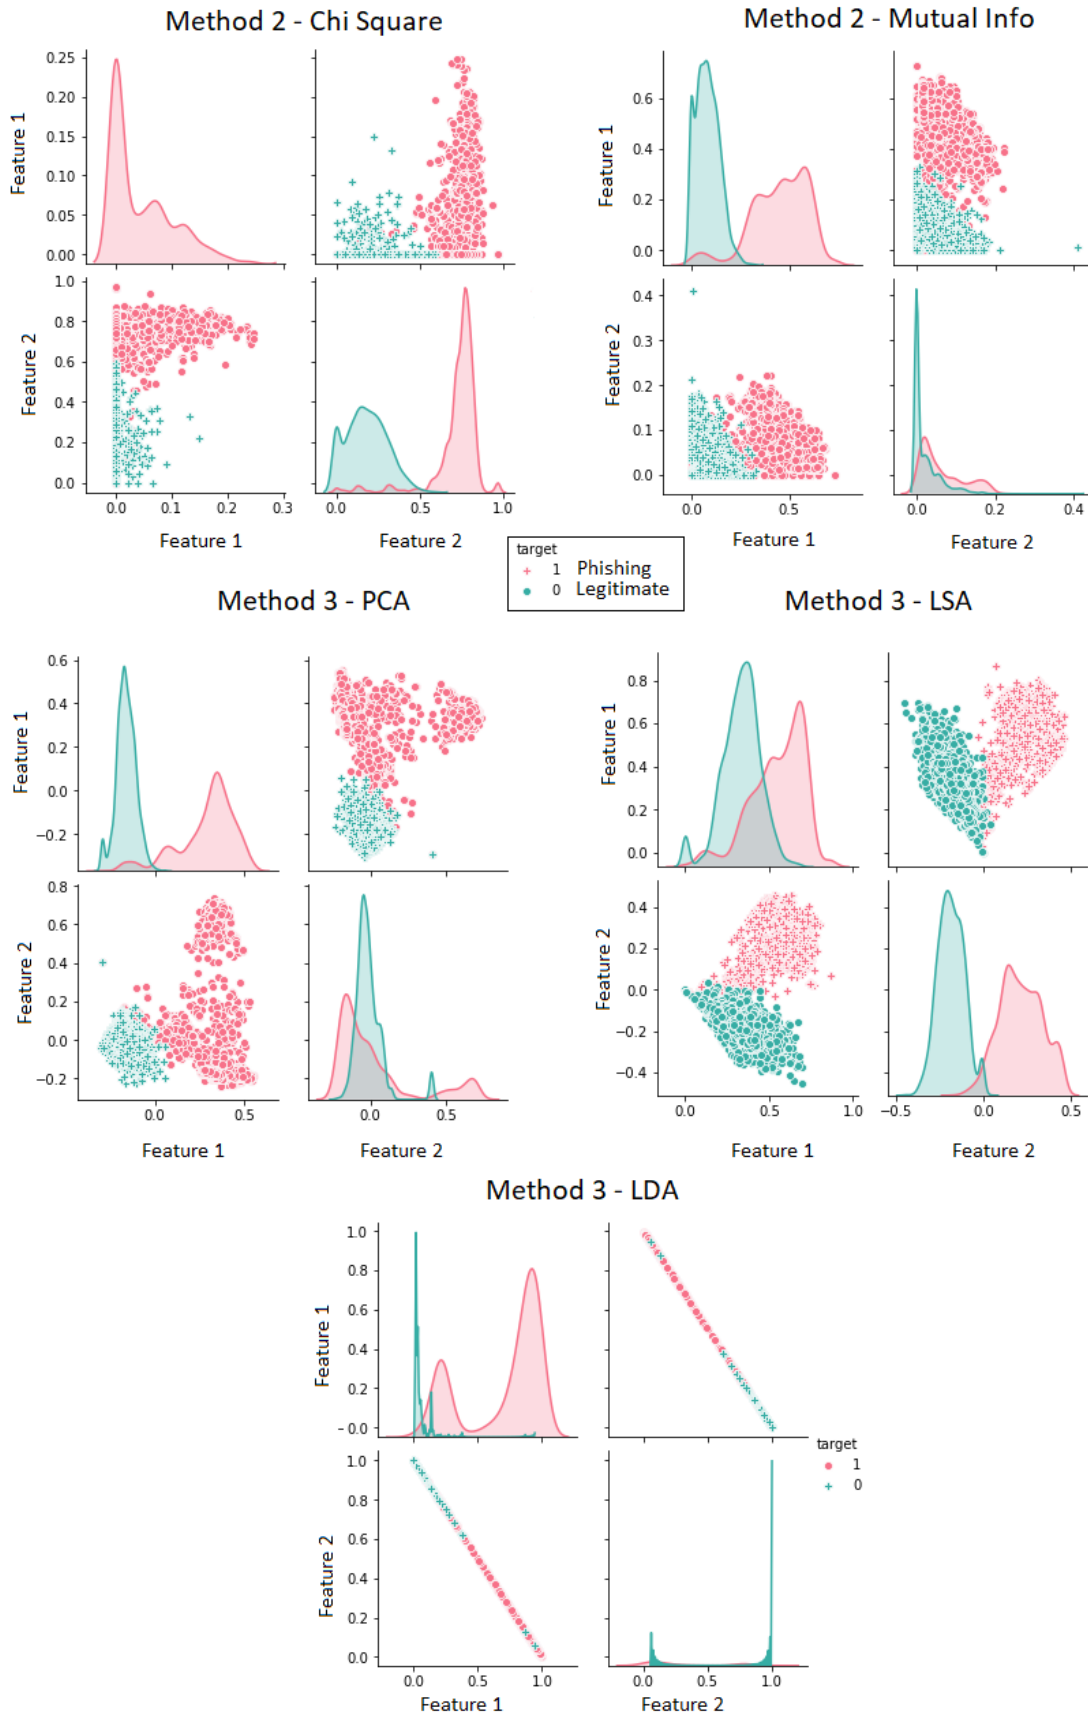 Method 2 - Chi Square
0.25
0.20
0.15
0.10
0.05
0.00
Feature 1
1.0
0.8
0.6
0.4
0.2
0.0
Feature 2
0.0 0.1 0.2 0.3
Feature 1
0.0 0.5 1.0
Feature 2
Method 2 - Mutual Info
0.6
0.4
0.2
0.0
Feature 1
0.4
0.3
0.2
0.1
0.0
Feature 2
0.0 0.5
Feature 1
0.0 0.2 0.4
Feature 2
target
+ 1 Phishing
● 0 Legitimate
Method 3 - PCA
0.6
0.4
0.2
0.0
−0.2
Feature 1
0.8
0.6
0.4
0.2
0.0
−0.2
Feature 2
0.0 0.5
Feature 1
0.0 0.5
Feature 2
Method 3 - LSA
0.8
0.6
0.4
0.2
0.0
Feature 1
0.4
0.2
0.0
−0.2
−0.4
Feature 2
0.0 0.5 1.0
Feature 1
−0.5 0.0 0.5
Feature 2
Method 3 - LDA
1.0
0.8
0.6
0.4
0.2
- 0.0
Feature 1
1.0
0.8
0.6
0.4
0.2
0.0
Feature 2
0.0 0.5 1.0
Feature 1
0.0 0.5 1.0
Feature 2
target
● 1
+ 0